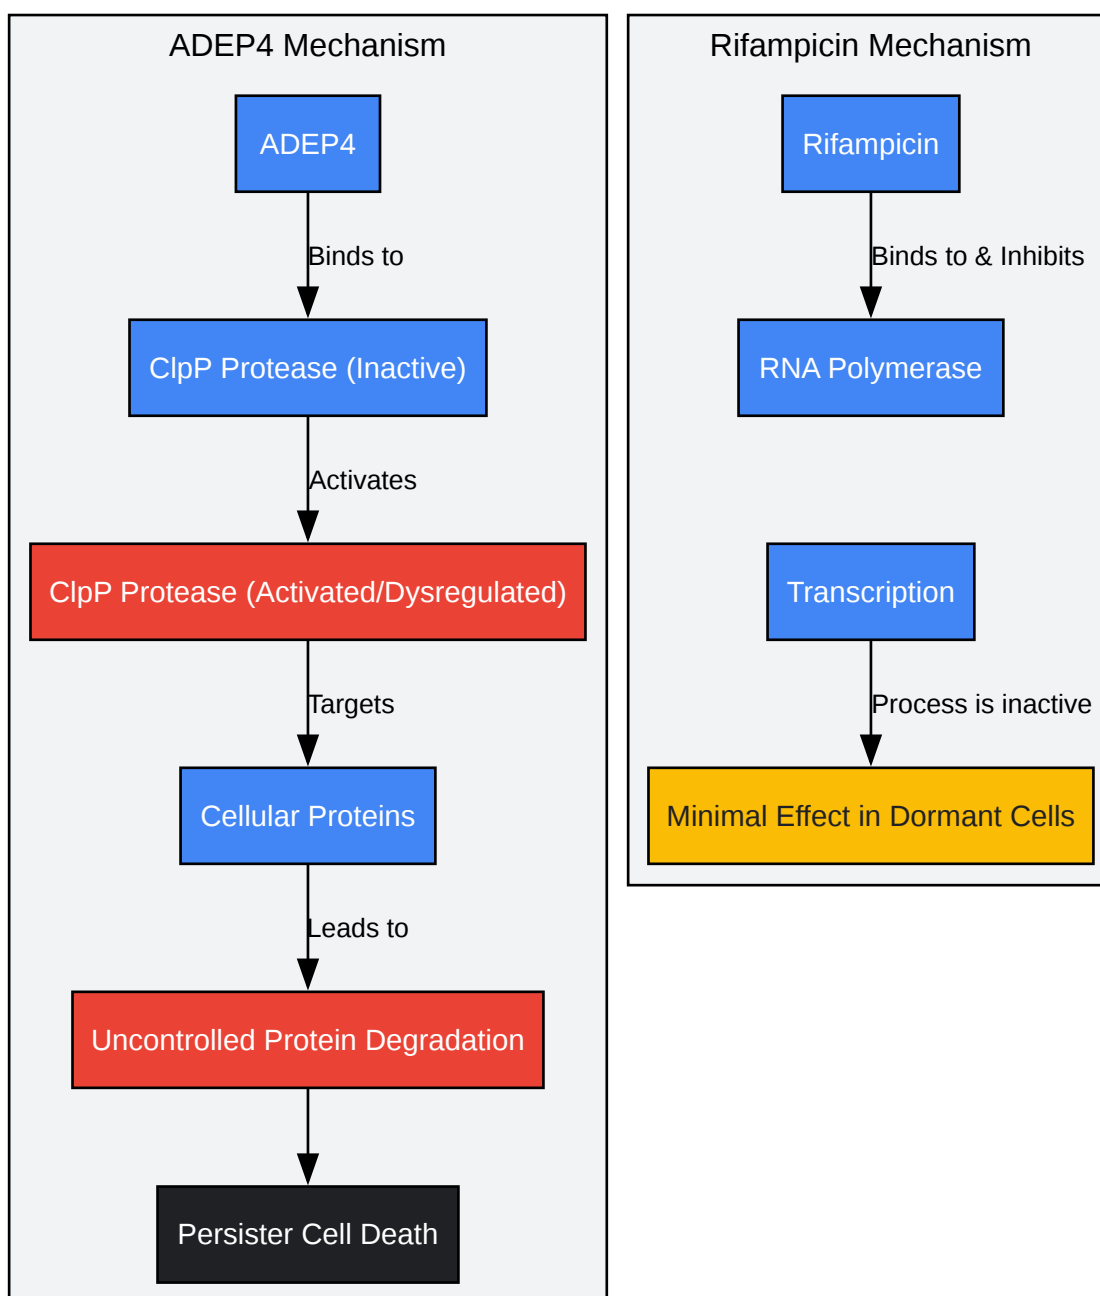 ADEP4 Mechanism
ADEP4
Binds to
ClpP Protease (Inactive)
Activates
ClpP Protease (Activated/Dysregulated)
Targets
Cellular Proteins
Leads to
Uncontrolled Protein Degradation
Persister Cell Death
Rifampicin Mechanism
Rifampicin
Binds to & Inhibits
RNA Polymerase
Transcription
Process is inactive
Minimal Effect in Dormant Cells